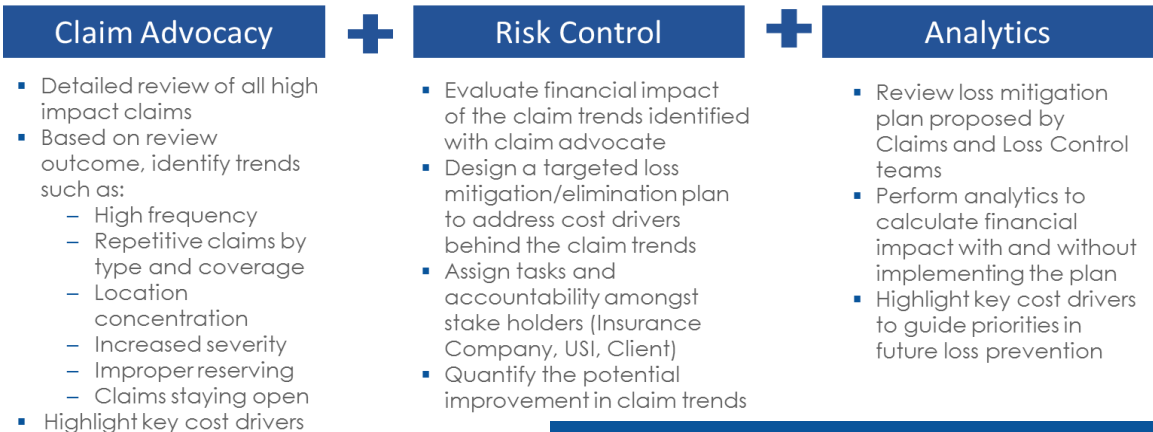 Claim Advocacy
▪ Detailed review of all high
impact claims
▪ Based on review
outcome, identify trends
such as:
– High frequency
– Repetitive claims by
type and coverage
– Location
concentration
– Increased severity
– Improper reserving
– Claims staying open
▪ Highlight key cost drivers
Risk Control
▪ Evaluate financial impact
of the claim trends identified
with claim advocate
▪ Design a targeted loss
mitigation/elimination plan
to address cost drivers
behind the claim trends
▪ Assign tasks and
accountability amongst
stake holders (Insurance
Company, USI, Client)
▪ Quantify the potential
improvement in claim trends
Analytics
▪ Review loss mitigation
plan proposed by
Claims and Loss Control
teams
▪ Perform analytics to
calculate financial
impact with and without
implementing the plan
▪ Highlight key cost drivers
to guide priorities in
future loss prevention